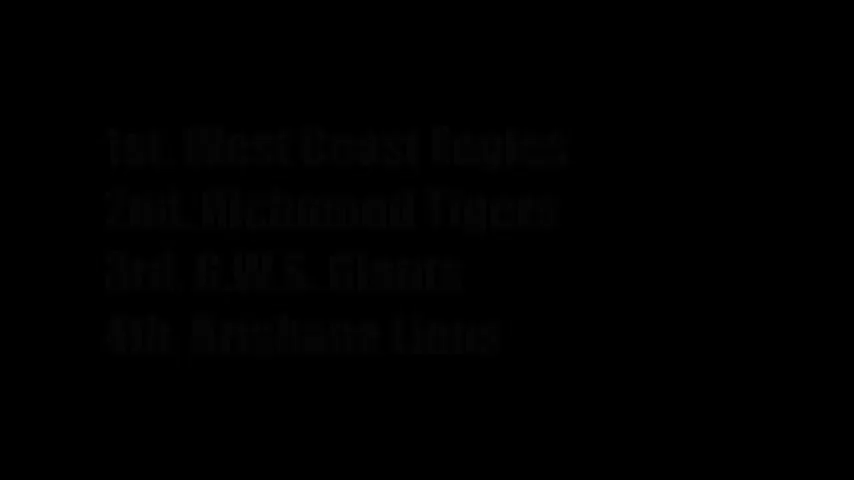 1st. West Coast Eagles
2nd. Richmond Tigers
3rd. G.W.S. Giants
4th. Brisbane Lions